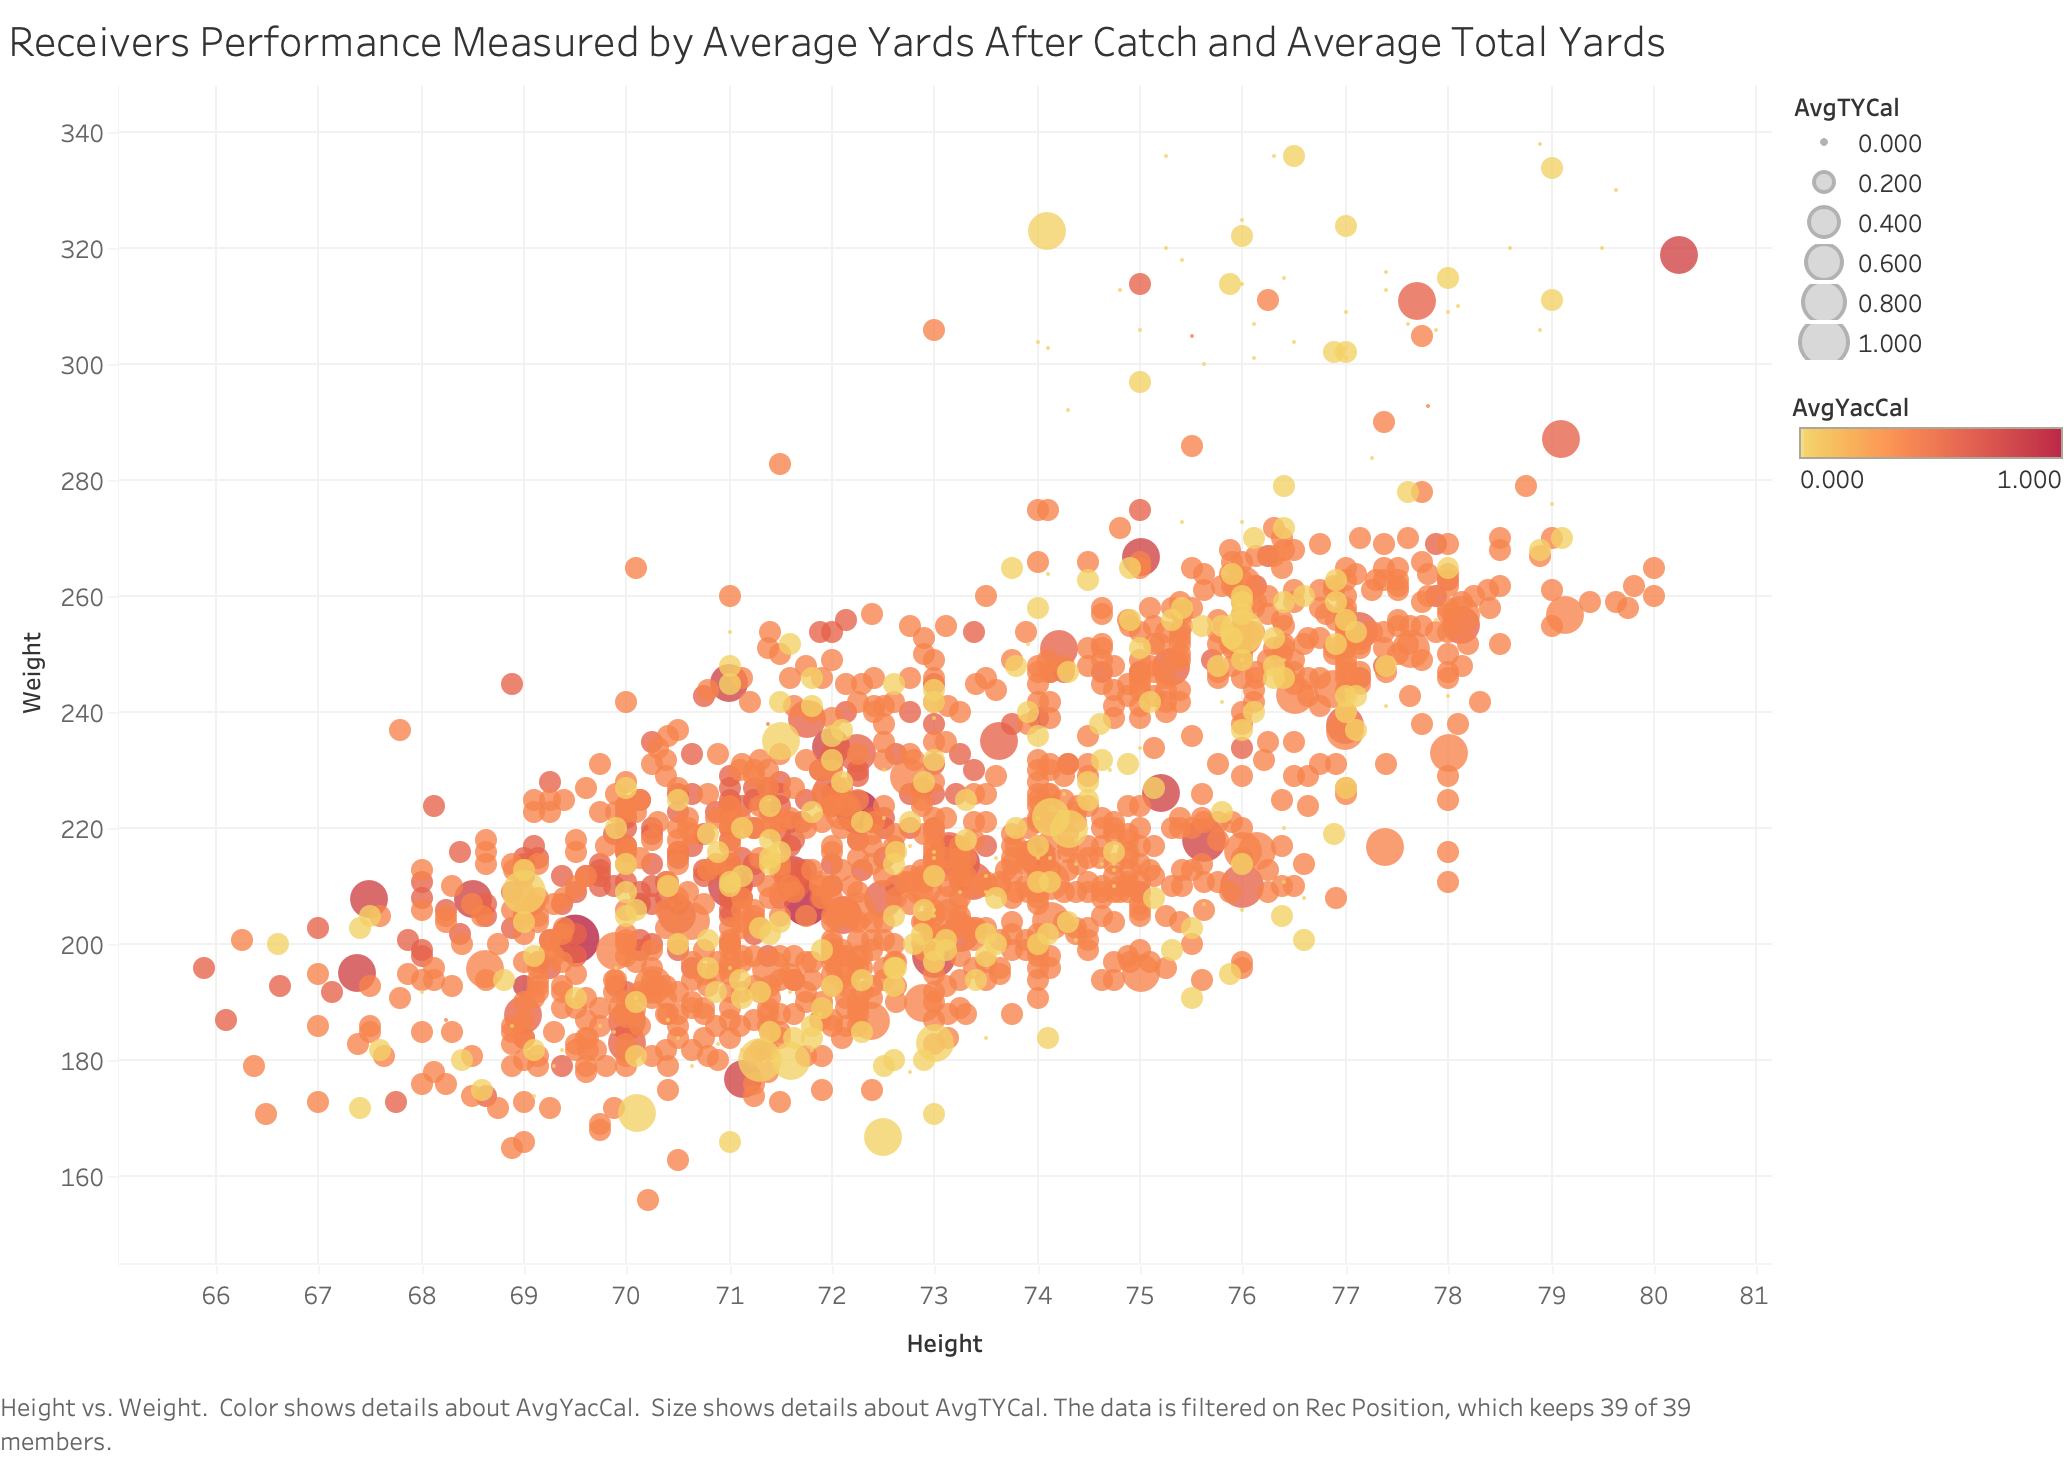 Receivers Performance Measured by Average Yards After Catch and Average Total Yards
AvgTYCal
0.000
0.200
0.400
0.600
0.800
1.000
AvgYacCal
0.000 1.000
340
320
300
280
260
240
220
200
180
160
Weight
66 67 68 69 70 71 72 73 74 75 76 77 78 79 80 81
Height
Height vs. Weight.  Color shows details about AvgYacCal.  Size shows details about AvgTYCal. The data is filtered on Rec Position, which keeps 39 of 39
members.